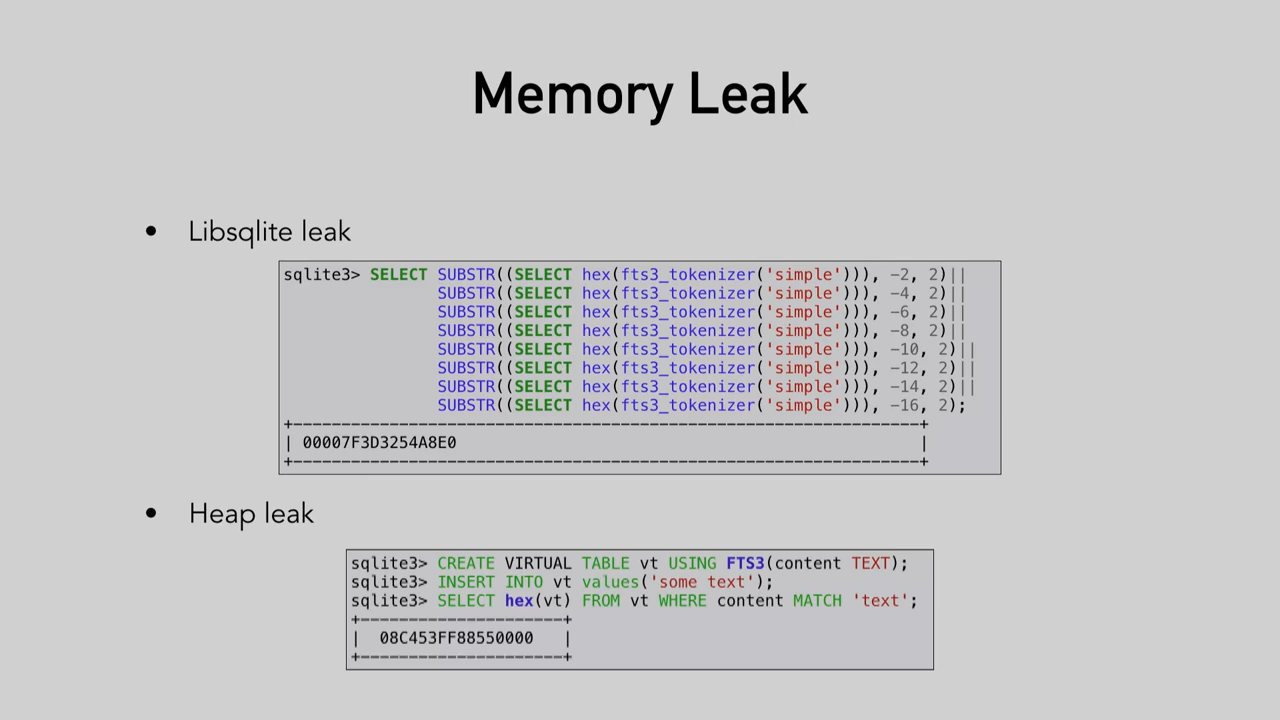 Memory Leak
• Libsqlite leak
sqlite3> SELECT SUBSTR((SELECT hex(fts3_tokenizer('simple'))), -2, 2)||
SUBSTR((SELECT hex(fts3_tokenizer('simple'))), -4, 2)||
SUBSTR((SELECT hex(fts3_tokenizer('simple'))), -6, 2)||
SUBSTR((SELECT hex(fts3_tokenizer('simple'))), -8, 2)||
SUBSTR((SELECT hex(fts3_tokenizer('simple'))), -10, 2)||
SUBSTR((SELECT hex(fts3_tokenizer('simple'))), -12, 2)||
SUBSTR((SELECT hex(fts3_tokenizer('simple'))), -14, 2)||
SUBSTR((SELECT hex(fts3_tokenizer('simple'))), -16, 2);
+-----------------------------------------------------------------+
| 00007F3D3254A8E0 |
+-----------------------------------------------------------------+
• Heap leak
sqlite3> CREATE VIRTUAL TABLE vt USING FTS3(content TEXT);
sqlite3> INSERT INTO vt values('some text');
sqlite3> SELECT hex(vt) FROM vt WHERE content MATCH 'text';
+---------------------+
| 08C453FF88550000 |
+---------------------+